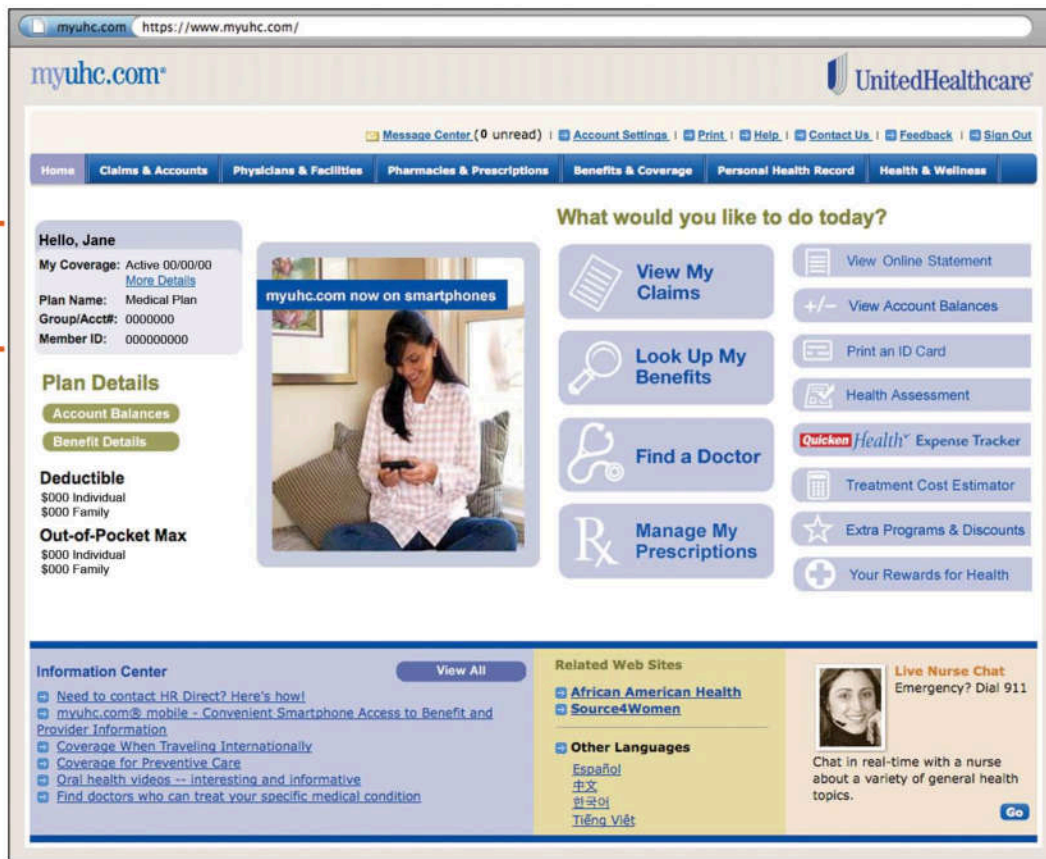 myuhc.com https://www.myuhc.com/
myuhc.com®
UnitedHealthcare®
Message Center (0 unread) | Account Settings | Print | Help | Contact Us | Feedback | Sign Out
Home Claims & Accounts Physicians & Facilities Pharmacies & Prescriptions Benefits & Coverage Personal Health Record Health & Wellness
Hello, Jane
My Coverage: Active 00/00/00
More Details
Plan Name: Medical Plan
Group/Acct#: 0000000
Member ID: 000000000
Plan Details
Account Balances
Benefit Details
Deductible
$000 Individual
$000 Family
Out-of-Pocket Max
$000 Individual
$000 Family
myuhc.com now on smartphones
What would you like to do today?
View My
Claims
Look Up My
Benefits
Find a Doctor
Rx
Manage My
Prescriptions
View Online Statement
+/- View Account Balances
Print an ID Card
Health Assessment
Quicken Health Expense Tracker
Treatment Cost Estimator
Extra Programs & Discounts
Your Rewards for Health
Information Center
View All
Need to contact HR Direct? Here's how!
myuhc.com® mobile - Convenient Smartphone Access to Benefit and
Provider Information
Coverage When Traveling Internationally
Coverage for Preventive Care
Oral health videos -- interesting and informative
Find doctors who can treat your specific medical condition
Related Web Sites
African American Health
Source4Women
Other Languages
Español
中文
한국어
Tiếng Việt
Live Nurse Chat
Emergency? Dial 911
Chat in real-time with a nurse
about a variety of general health
topics.
Go